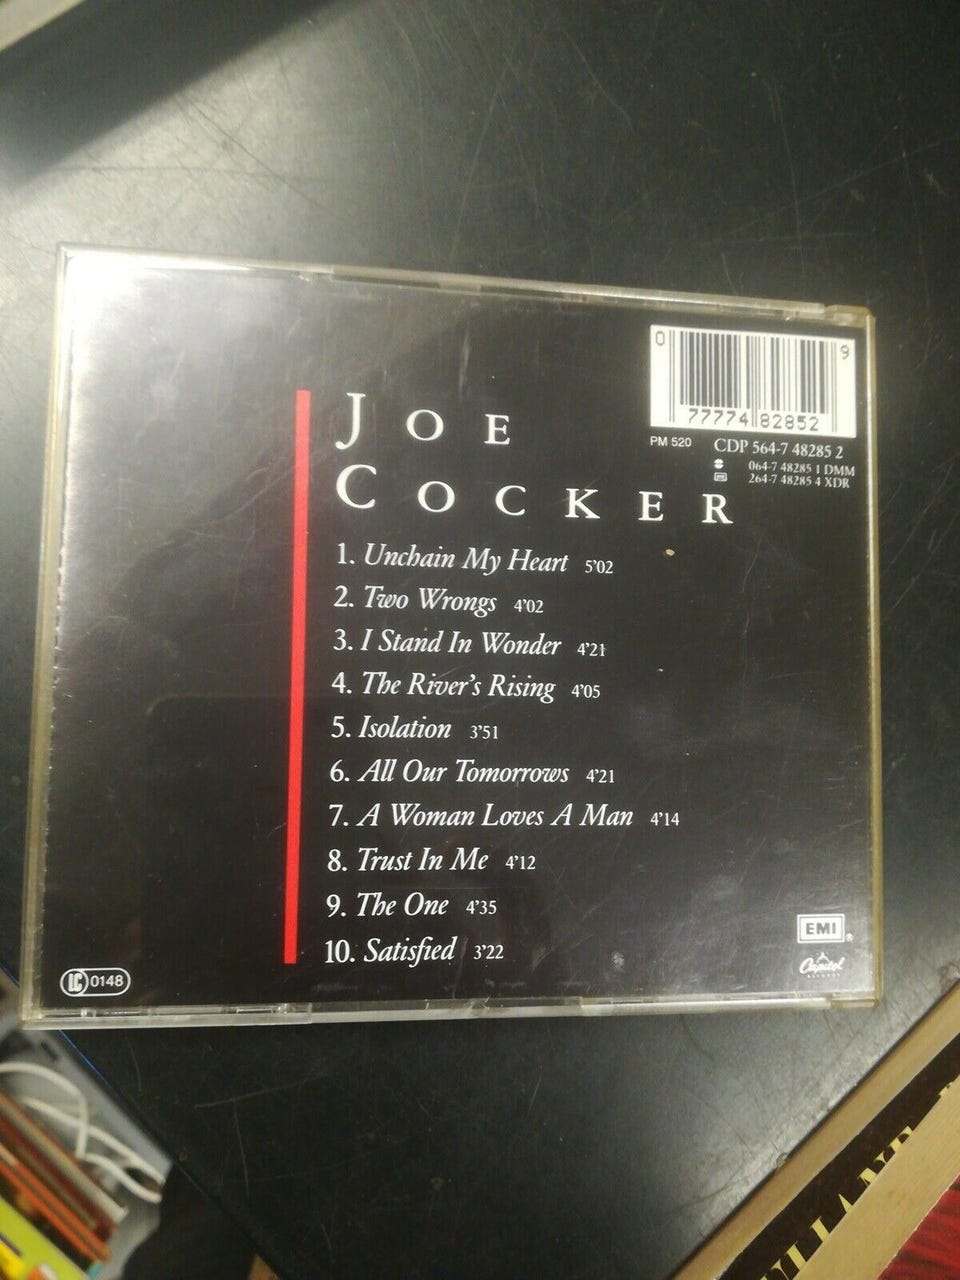 0 9
77774 82852
PM 520 CDP 564-7 48285 2
064-7 48285 1 DMM
264-7 48285 4 XDR
JOE
COCKER
1. Unchain My Heart 5'02
2. Two Wrongs 4'02
3. I Stand In Wonder 4'21
4. The River's Rising 4'05
5. Isolation 3'51
6. All Our Tomorrows 4'21
7. A Woman Loves A Man 4'14
8. Trust In Me 4'12
9. The One 4'35
10. Satisfied 3'22
EMI
Capitol
RECORDS
LC 0148